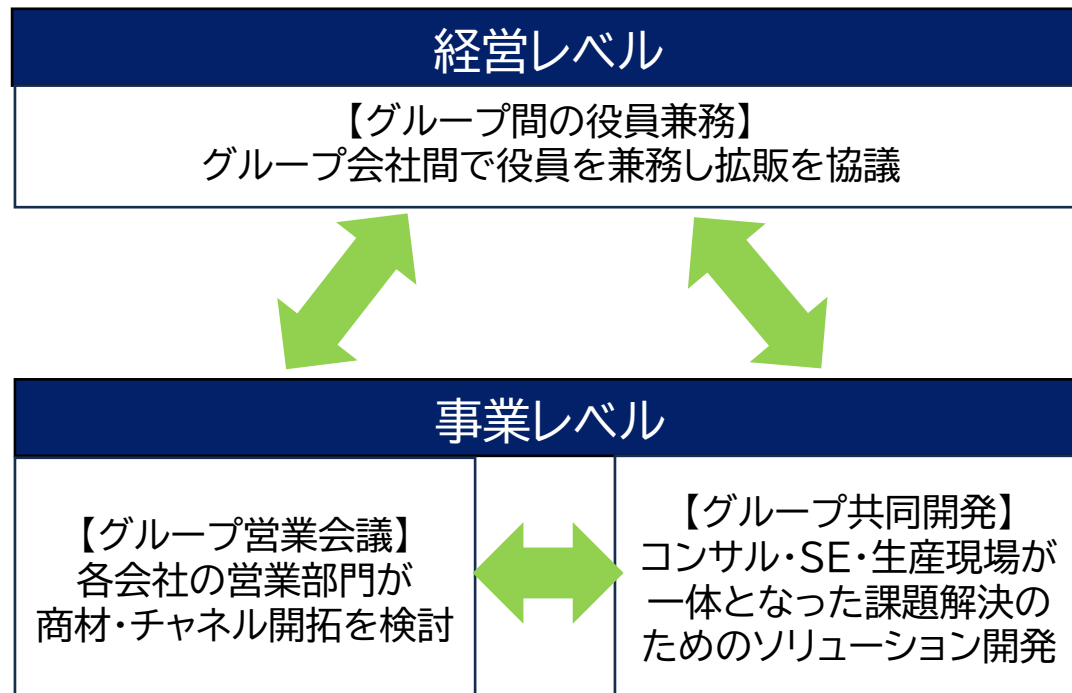 経営レベル
【グループ間の役員兼務】
グループ会社間で役員を兼務し拡販を協議
事業レベル
【グループ営業会議】
各会社の営業部門が
商材・チャネル開拓を検討
【グループ共同開発】
コンサル・SE・生産現場が
一体となった課題解決の
ためのソリューション開発